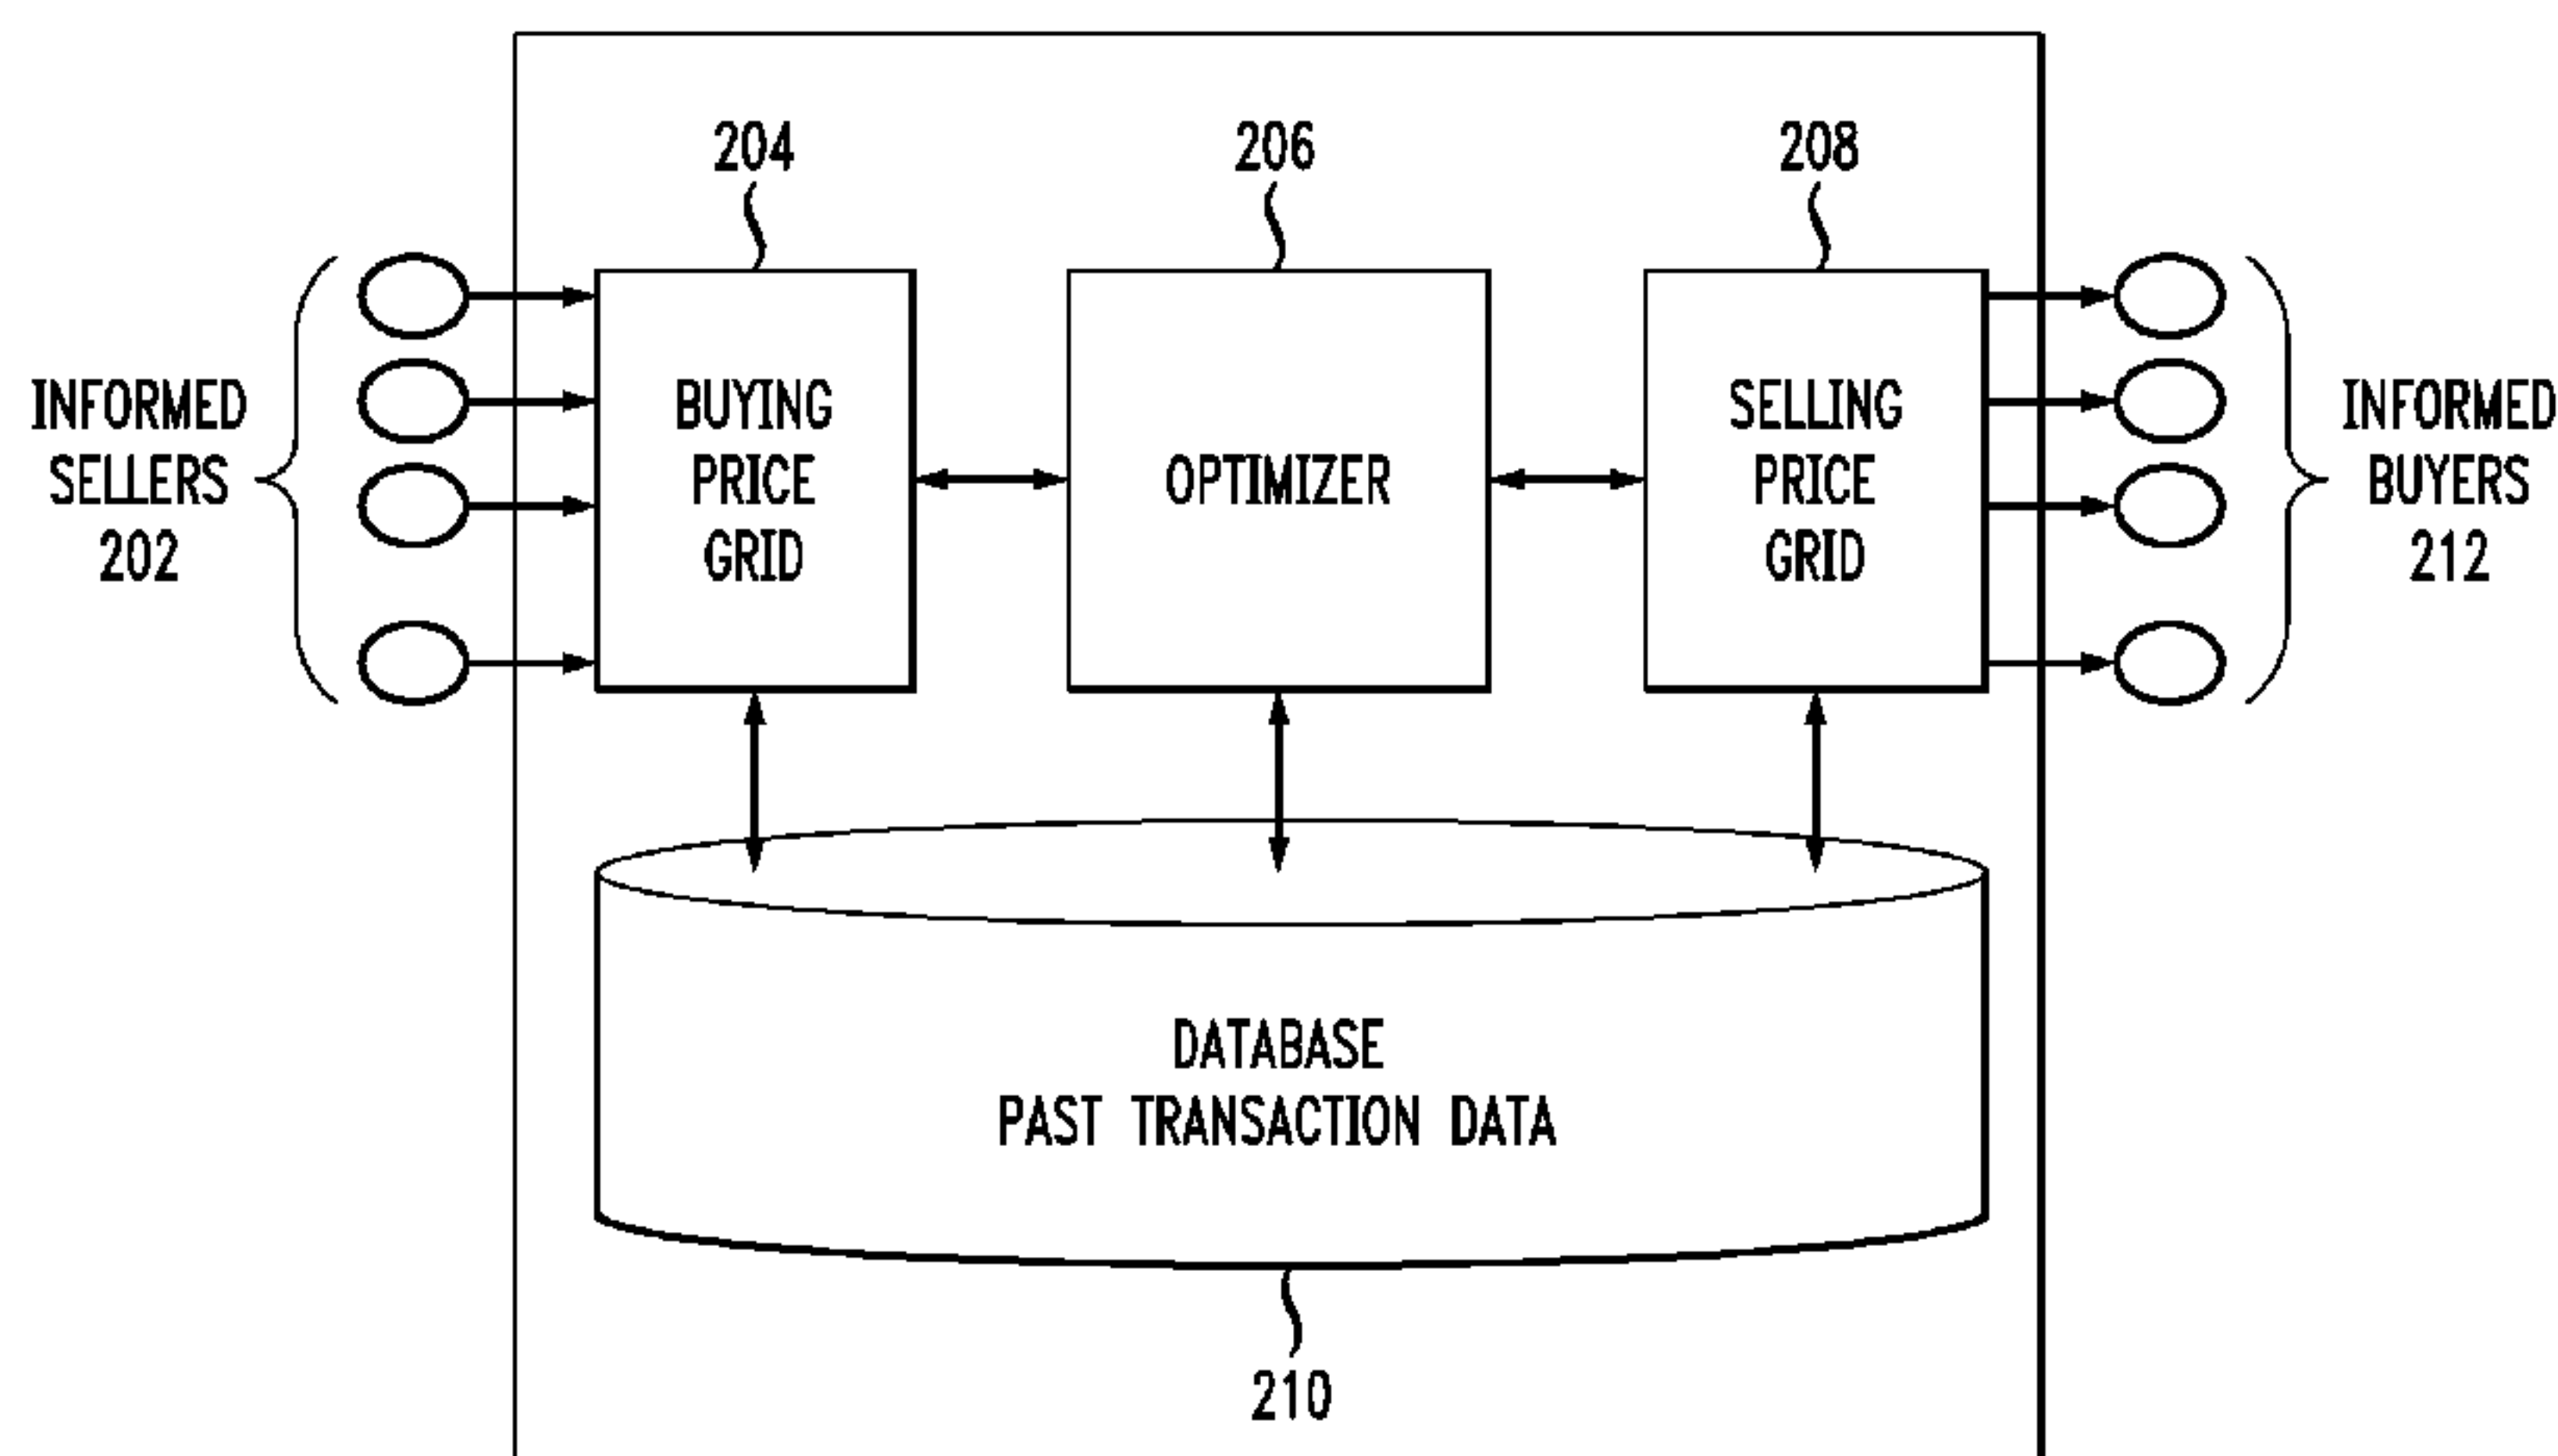 204
206
208
INFORMED
SELLERS
202
BUYING
PRICE
GRID
OPTIMIZER
SELLING
PRICE
GRID
INFORMED
BUYERS
212
DATABASE
PAST TRANSACTION DATA
210